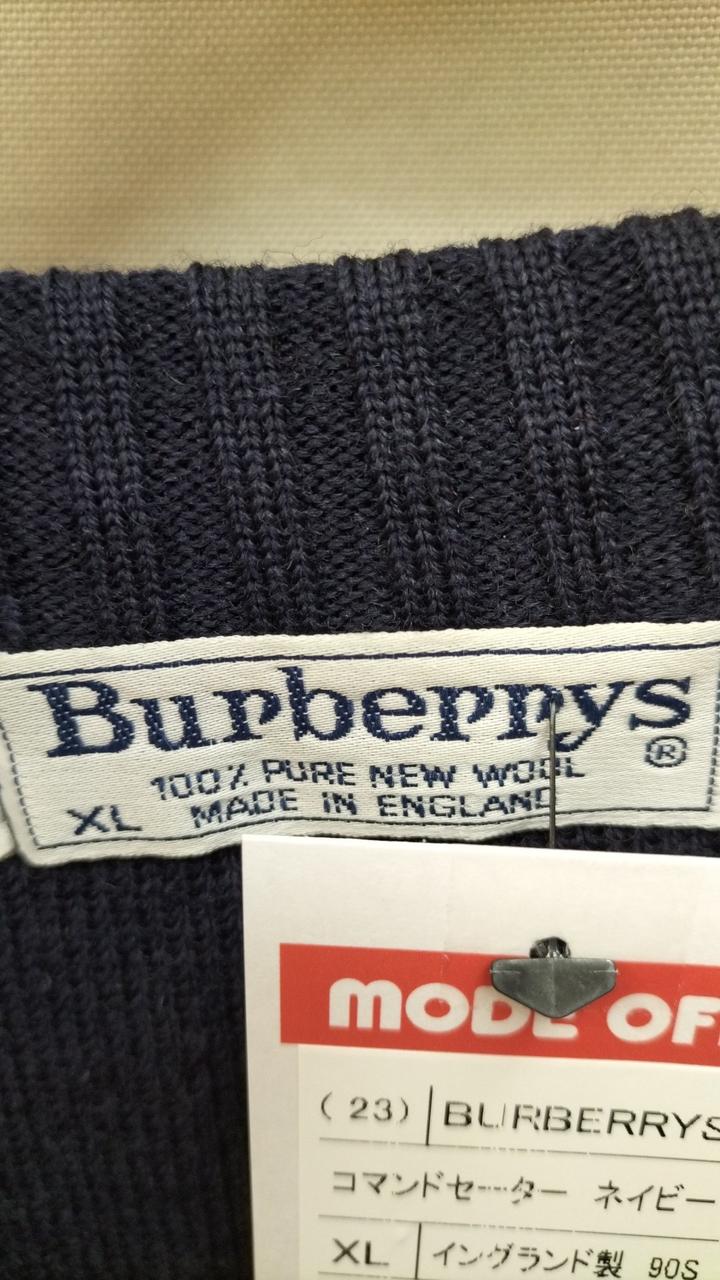 Burberrys
®
100% PURE NEW WOOL
XL MADE IN ENGLAND
MODE OF
(23) BURBERRYS
コマンドセーター ネイビー
XL イングランド製 90S